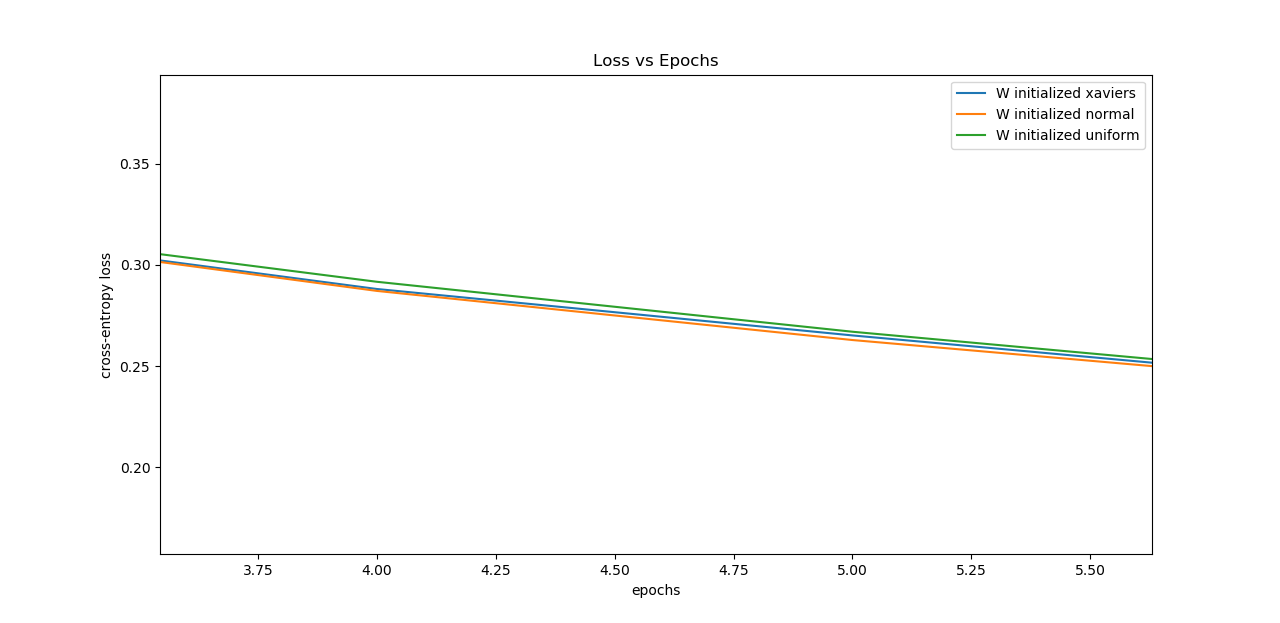 Loss vs Epochs
W initialized xaviers
W initialized normal
W initialized uniform
cross-entropy loss
0.35
0.30
0.25
0.20
3.75 4.00 4.25 4.50 4.75 5.00 5.25 5.50
epochs